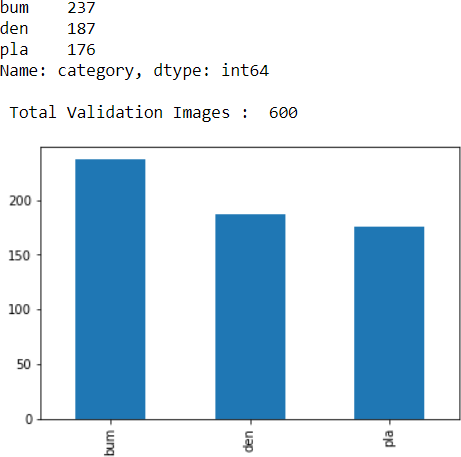 bum    237
den    187
pla    176
Name: category, dtype: int64
Total Validation Images :  600
200
150
100
50
0
bum
den
pla